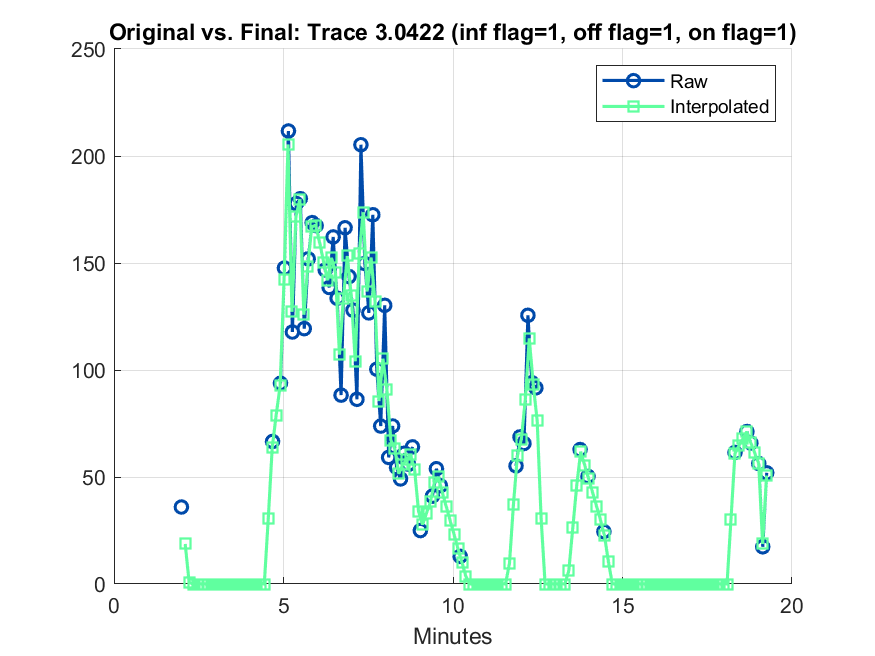 Original vs. Final: Trace 3.0422 (inf flag=1, off flag=1, on flag=1)
250
Raw
Interpolated
200
150
100
50
0
0 5 10 15 20
Minutes